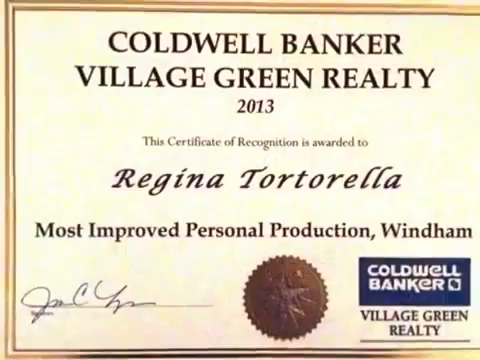 COLDWELL BANKER
VILLAGE GREEN REALTY
2013
This Certificate of Recognition is awarded to
Regina Tortorella
Most Improved Personal Production, Windham
COLDWELL
BANKER
VILLAGE GREEN
REALTY